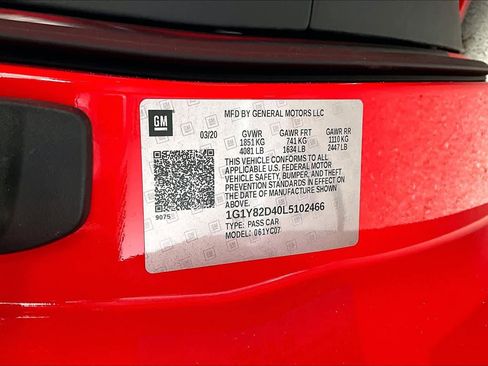 GM
MFD BY GENERAL MOTORS LLC
03/20 GVWR GAWR FRT GAWR RR
1851 KG 741 KG 1110 KG
4081 LB 1634 LB 2447 LB
THIS VEHICLE CONFORMS TO ALL
APPLICABLE U.S. FEDERAL MOTOR
VEHICLE SAFETY, BUMPER, AND THEFT
PREVENTION STANDARDS IN EFFECT ON
THE DATE OF MANUFACTURE SHOWN
ABOVE.
9075 1G1Y82D40L5102466
TYPE: PASS CAR
MODEL: 061YC07